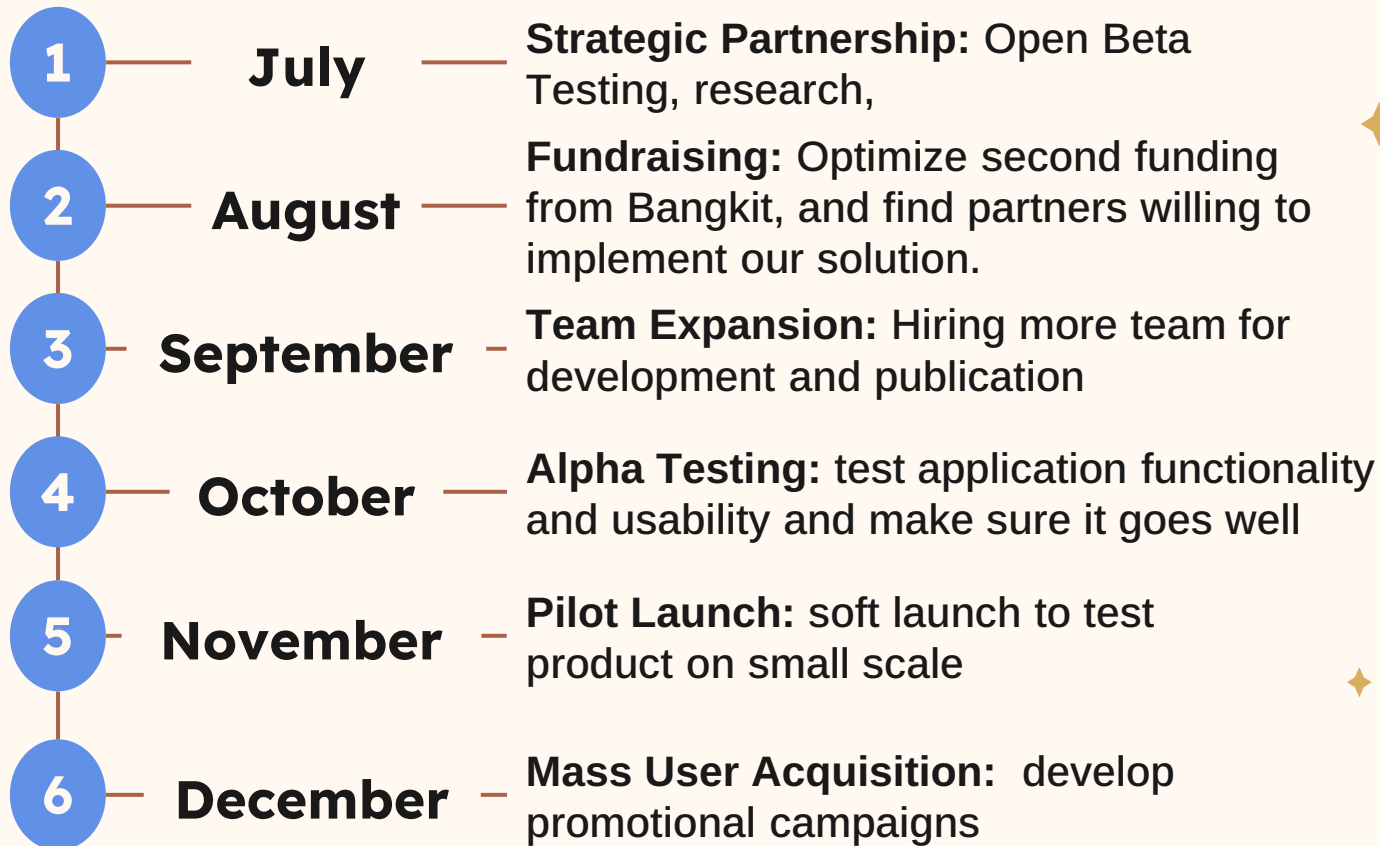 1 July Strategic Partnership: Open Beta
Testing, research,
2 August Fundraising: Optimize second funding
from Bangkit, and find partners willing to
implement our solution.
3 September Team Expansion: Hiring more team for
development and publication
4 October Alpha Testing: test application functionality
and usability and make sure it goes well
5 November Pilot Launch: soft launch to test
product on small scale
6 December Mass User Acquisition: develop
promotional campaigns